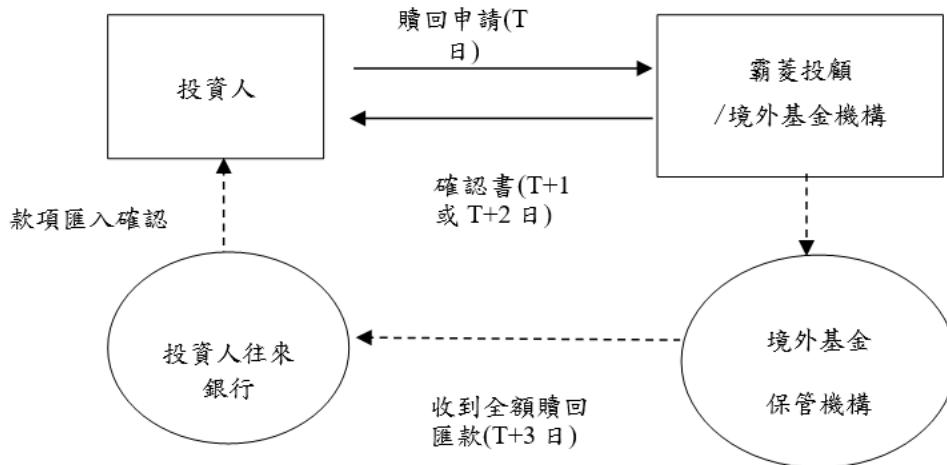 贖回申請(T
日)
投資人
霸菱投顧
/境外基金機構
確認書(T+1
或 T+2 日)
款項匯入確認
投資人往來
銀行
境外基金
保管機構
收到全額贖回
匯款(T+3 日)